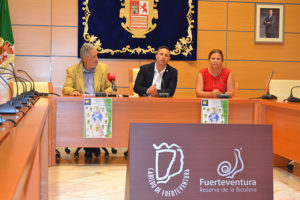 CABILDO DE FUERTEVENTURA
Fuerteventura
Reserva de la Biosfera